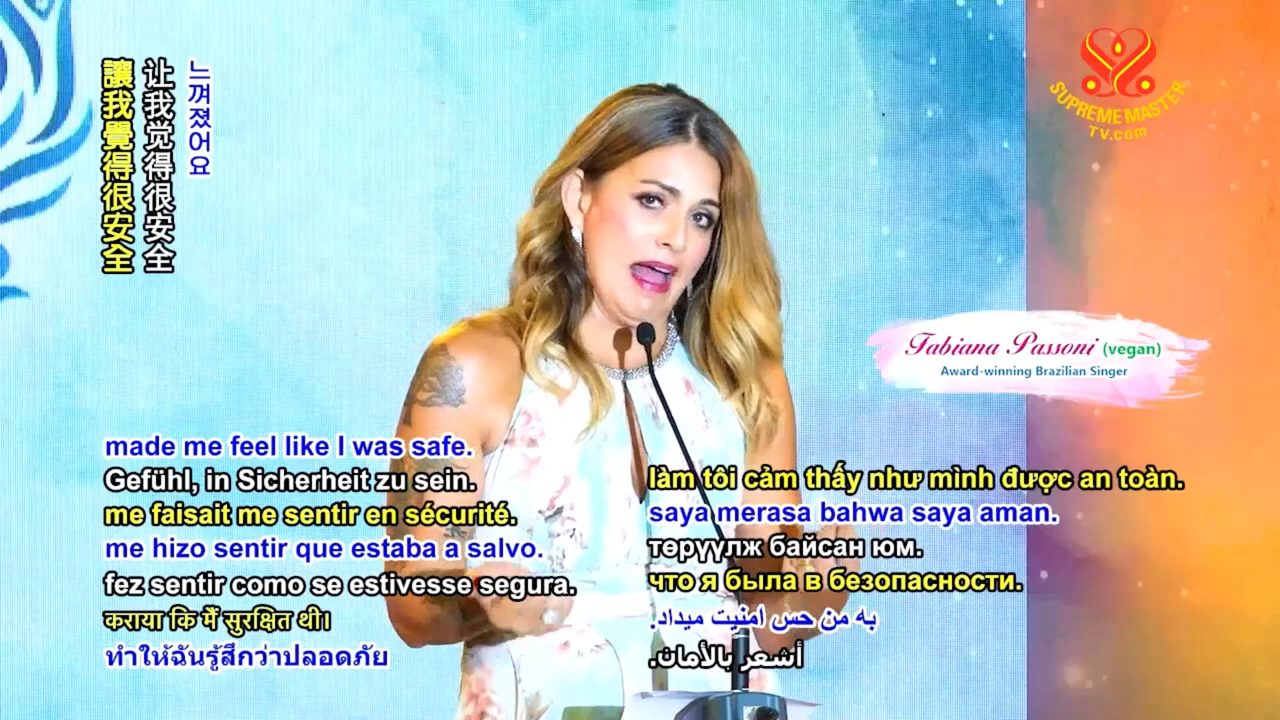 讓我覺得很安全
让我觉得很安全
느껴졌어요
SUPREME MASTER
TV.com
Fabiana Passoni (vegan)
Award-winning Brazilian Singer
made me feel like I was safe.
Gefühl, in Sicherheit zu sein.
me faisait me sentir en sécurité.
me hizo sentir que estaba a salvo.
fez sentir como se estivesse segura.
कराया कि मैं सुरक्षित थी।
ทำให้ฉันรู้สึกว่าปลอดภัย
làm tôi cảm thấy như mình được an toàn.
saya merasa bahwa saya aman.
төрүүлж байсан юм.
что я была в безопасности.
به من حس امنیت میداد.
أشعر بالأمان.